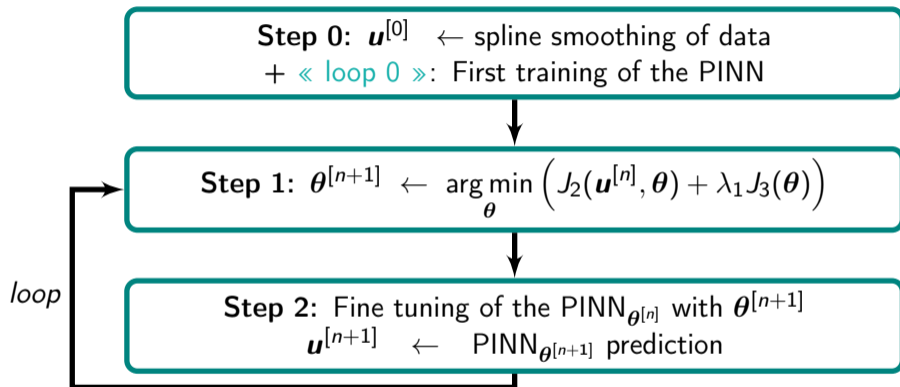 Step 0: 𝒖^[0] ← spline smoothing of data
+ « loop 0 »: First training of the PINN
Step 1: 𝜽^[n+1] ← arg min_𝜽 (J_2(𝒖^[n], 𝜽) + λ_1 J_3(𝜽))
loop
Step 2: Fine tuning of the PINN_𝜽^[n] with 𝜽^[n+1]
𝒖^[n+1] ← PINN_𝜽^[n+1] prediction